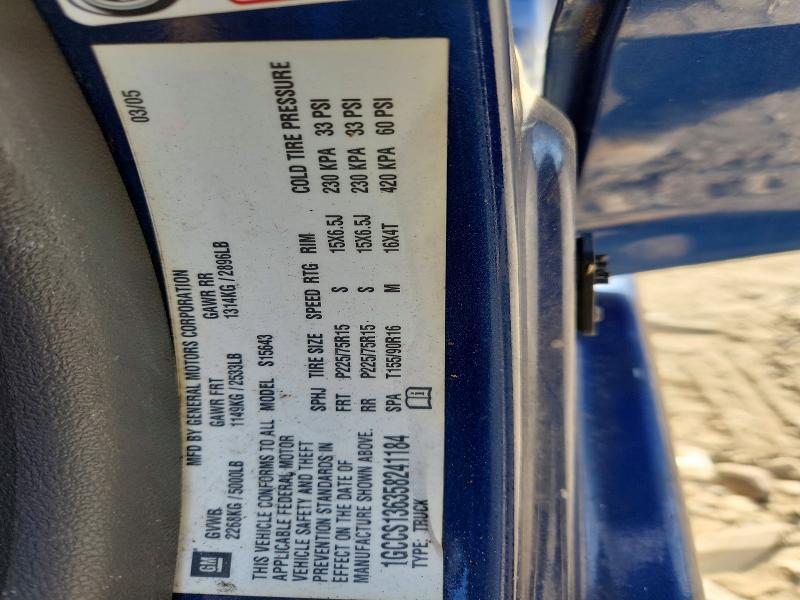 MFD BY GENERAL MOTORS CORPORATION 03/05
GM
GVWR GAWR FRT GAWR RR
2268KG/5000LB 1149KG/2533LB 1314KG/2896LB
THIS VEHICLE CONFORMS TO ALL
APPLICABLE FEDERAL MOTOR
VEHICLE SAFETY AND THEFT
PREVENTION STANDARDS IN
EFFECT ON THE DATE OF
MANUFACTURE SHOWN ABOVE.
1GCCS136358241184
TYPE: TRUCK
MODEL S15643
SPHJ TIRE SIZE SPEED RTG RIM COLD TIRE PRESSURE
FRT P225/75R15 S 15X6.5J 230 KPA 33 PSI
RR P225/75R15 S 15X6.5J 230 KPA 33 PSI
SPA T155/90R16 M 16X4T 420 KPA 60 PSI